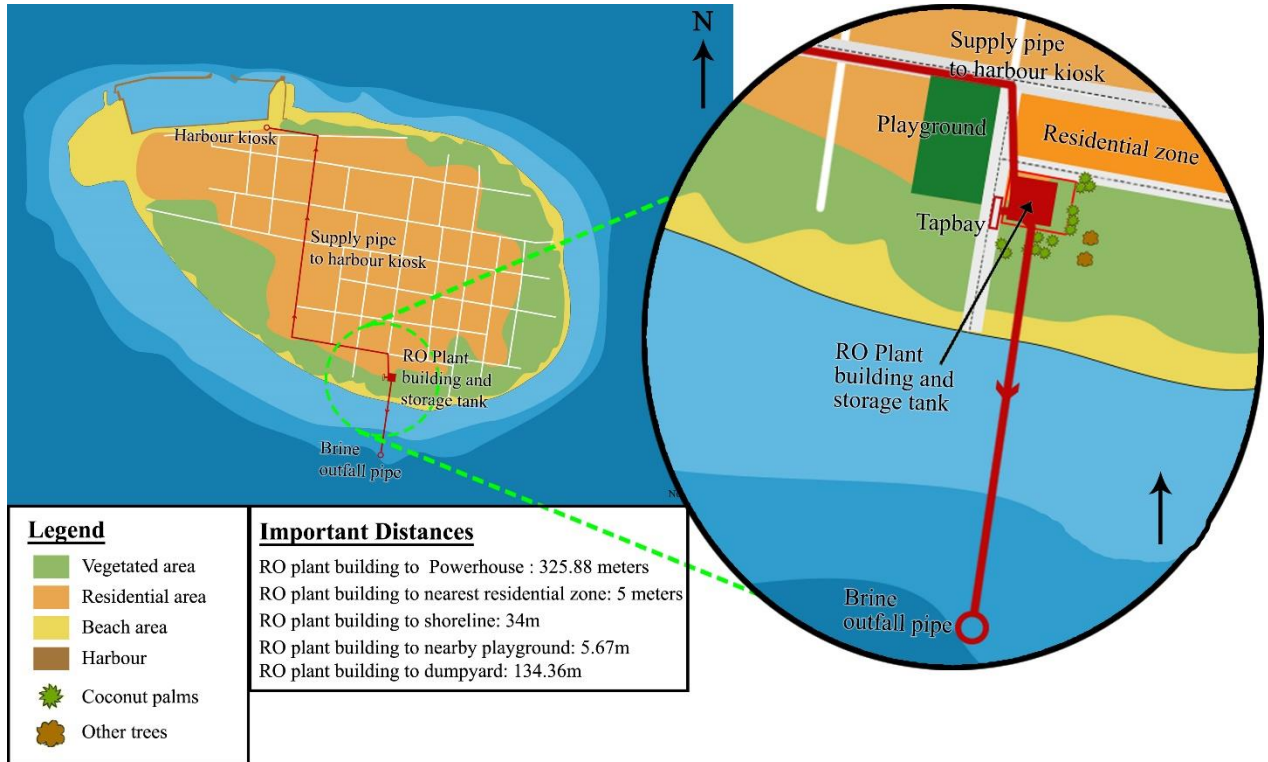 N
Harbour kiosk
Supply pipe
to harbour kiosk
RO Plant
building and
storage tank
Brine
outfall pipe
Supply pipe
to harbour kiosk
Playground
Residential zone
Tapbay
RO Plant
building and
storage tank
Brine
outfall pipe
Legend
Vegetated area
Residential area
Beach area
Harbour
Coconut palms
Other trees
Important Distances
RO plant building to Powerhouse : 325.88 meters
RO plant building to nearest residential zone: 5 meters
RO plant building to shoreline: 34m
RO plant building to nearby playground: 5.67m
RO plant building to dumpyard: 134.36m